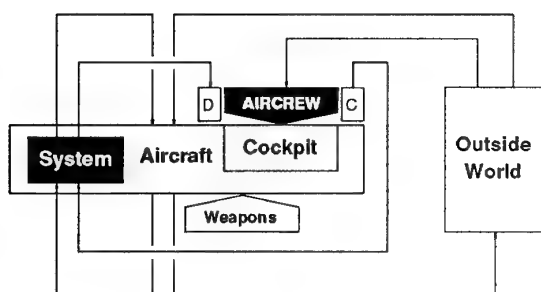 D
AIRCREW
C
System
Aircraft
Cockpit
Outside
World
Weapons